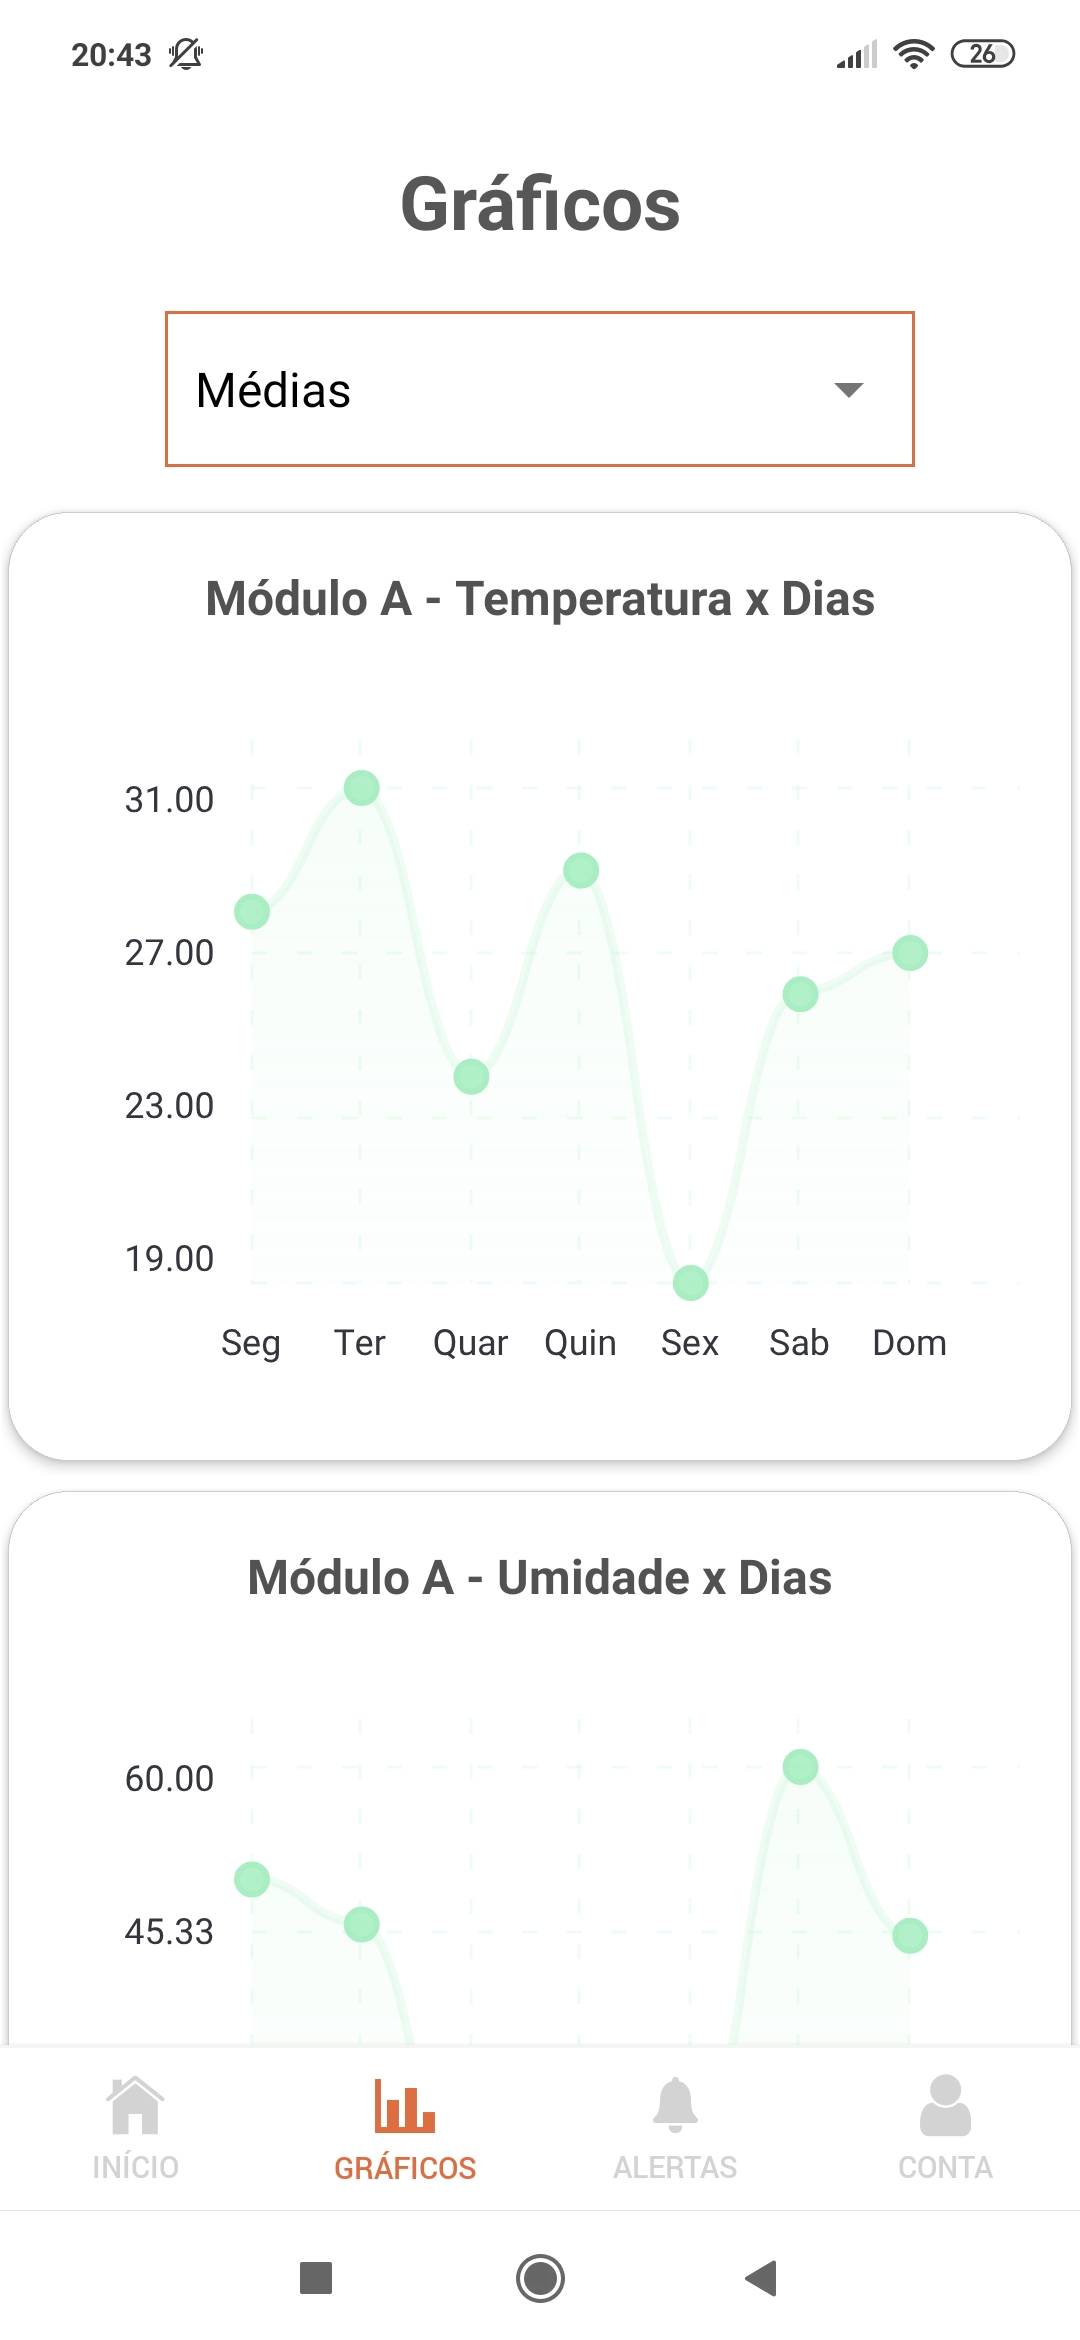 20:43
26
Gráficos
Médias
Módulo A - Temperatura x Dias
31.00
27.00
23.00
19.00
Seg Ter Quar Quin Sex Sab Dom
Módulo A - Umidade x Dias
60.00
45.33
INÍCIO GRÁFICOS ALERTAS CONTA